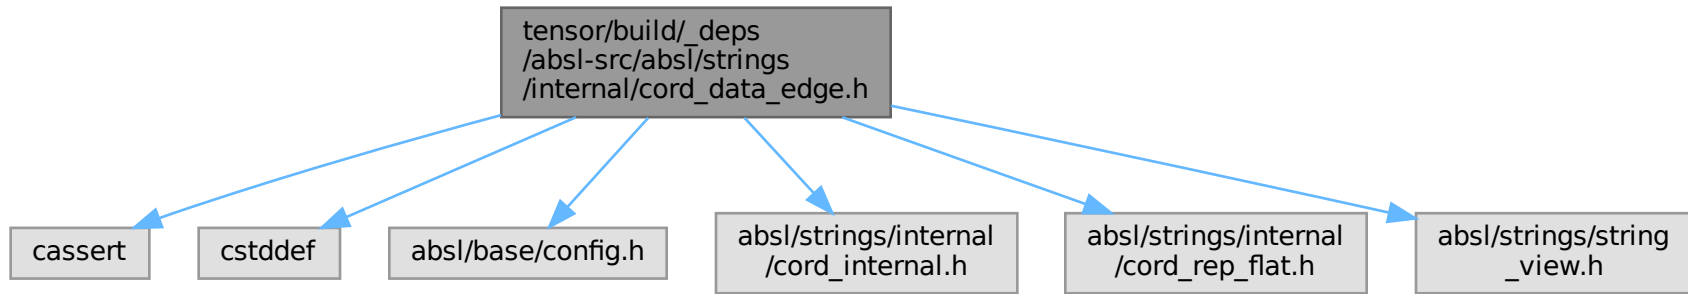 tensor/build/_deps
/absl-src/absl/strings
/internal/cord_data_edge.h
cassert
cstddef
absl/base/config.h
absl/strings/internal
/cord_internal.h
absl/strings/internal
/cord_rep_flat.h
absl/strings/string
_view.h